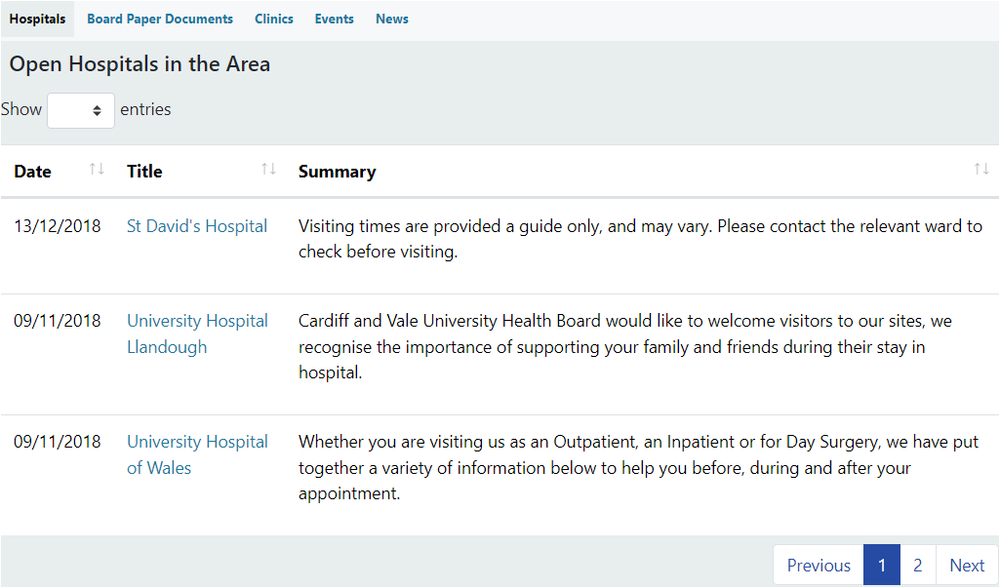 Hospitals Board Paper Documents Clinics Events News
Open Hospitals in the Area
Show entries
Date Title Summary
13/12/2018 St David's Hospital Visiting times are provided a guide only, and may vary. Please contact the relevant ward to
check before visiting.
09/11/2018 University Hospital Cardiff and Vale University Health Board would like to welcome visitors to our sites, we
Llandough recognise the importance of supporting your family and friends during their stay in
hospital.
09/11/2018 University Hospital Whether you are visiting us as an Outpatient, an Inpatient or for Day Surgery, we have put
of Wales together a variety of information below to help you before, during and after your
appointment.
Previous 1 2 Next